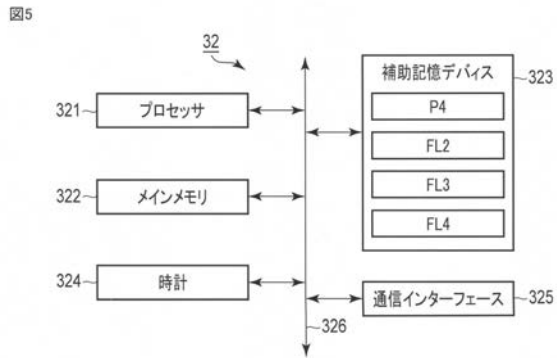 図5
32
補助記憶デバイス
323
321
プロセッサ
P4
FL2
322
メインメモリ
FL3
FL4
324
時計
通信インターフェース
325
326